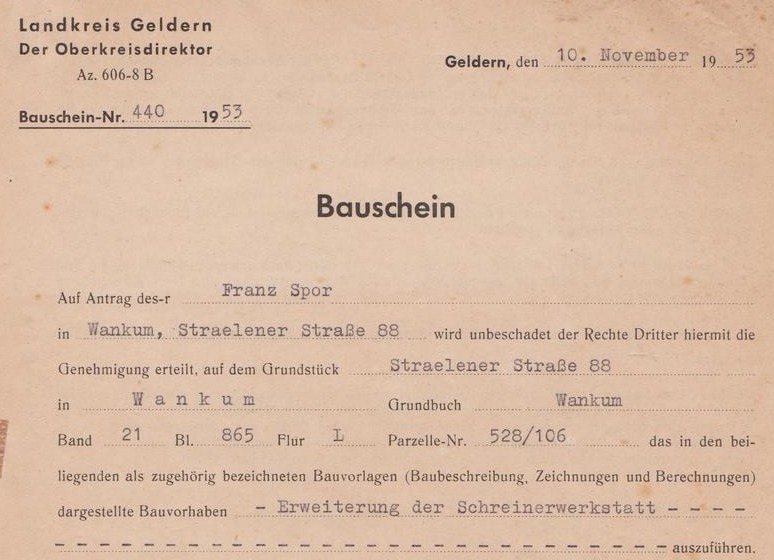 Landkreis Geldern
Der Oberkreisdirektor
Az. 606-8 B
Geldern, den 10. November 1953
Bauschein-Nr. 440 1953
Bauschein
Auf Antrag des-r Franz Spor
in Wankum, Straelener Straße 88 wird unbeschadet der Rechte Dritter hiermit die
Genehmigung erteilt, auf dem Grundstück Straelener Straße 88
in W a n k u m Grundbuch Wankum
Band 21 Bl. 865 Flur L Parzelle-Nr. 528/106 das in den bei-
liegenden als zugehörig bezeichneten Bauvorlagen (Baubeschreibung, Zeichnungen und Berechnungen)
dargestellte Bauvorhaben - Erweiterung der Schreinerwerkstatt - - - -
- - - - - - - - - - - - - - - - - - - - - - - - - - - - - - auszuführen.